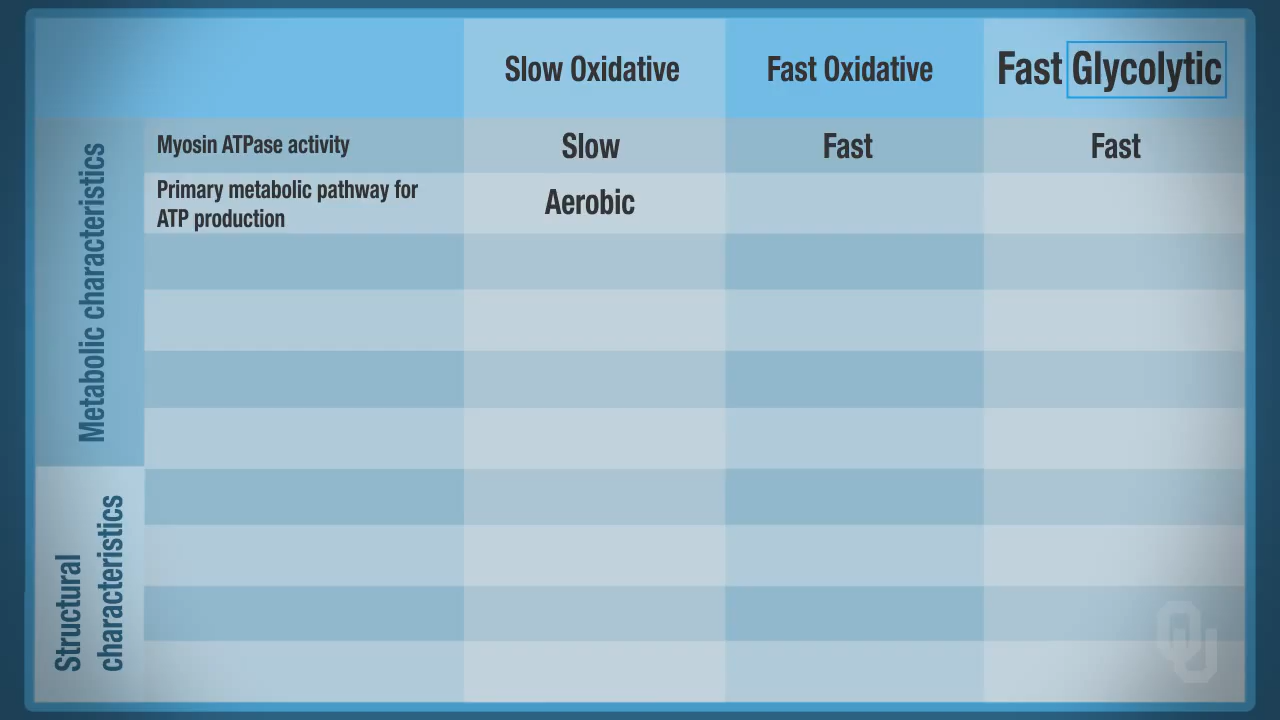 Slow Oxidative
Fast Oxidative
Fast Glycolytic
Metabolic characteristics
Myosin ATPase activity
Slow
Fast
Fast
Primary metabolic pathway for
ATP production
Aerobic
Structural
characteristics
OU